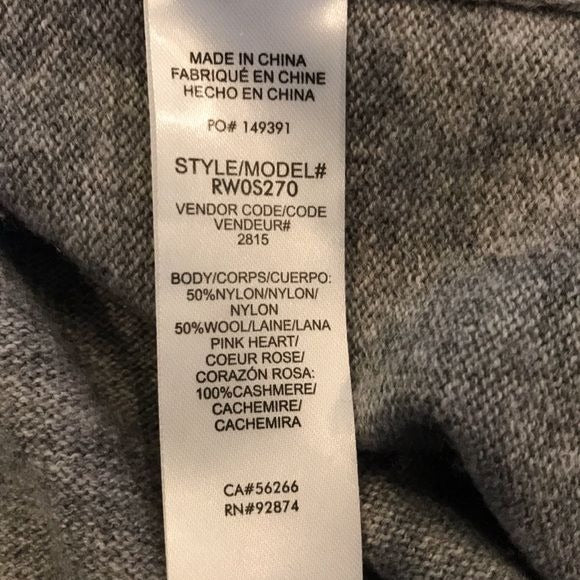 MADE IN CHINA
FABRIQUÉ EN CHINE
HECHO EN CHINA
PO# 149391
STYLE/MODEL#
RW0S270
VENDOR CODE/CODE
VENDEUR#
2815
BODY/CORPS/CUERPO:
50%NYLON/NYLON/
NYLON
50%WOOL/LAINE/LANA
PINK HEART/
COEUR ROSE/
CORAZÓN ROSA:
100%CASHMERE/
CACHEMIRE/
CACHEMIRA
CA#56266
RN#92874